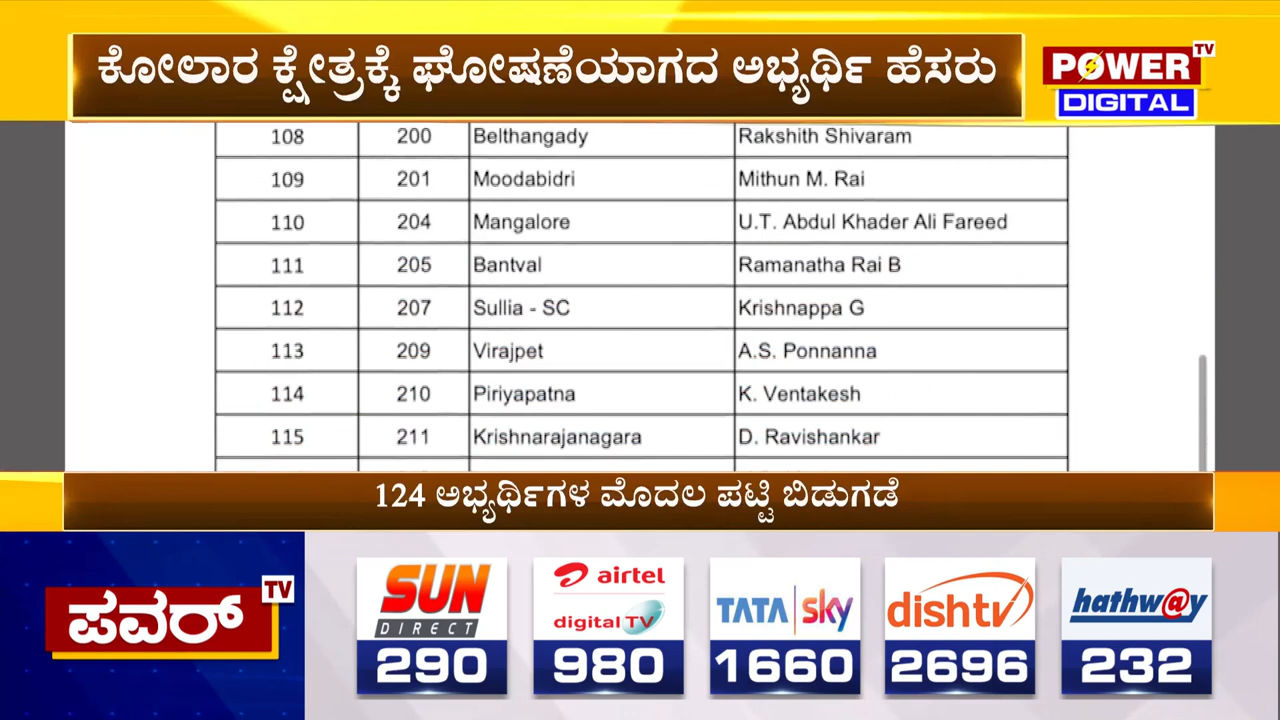 ಕೋಲಾರ ಕ್ಷೇತ್ರಕ್ಕೆ ಘೋಷಣೆಯಾಗದ ಅಭ್ಯರ್ಥಿ ಹೆಸರು
POWER TV
DIGITAL
108 200 Belthangady Rakshith Shivaram
109 201 Moodabidri Mithun M. Rai
110 204 Mangalore U.T. Abdul Khader Ali Fareed
111 205 Bantval Ramanatha Rai B
112 207 Sullia - SC Krishnappa G
113 209 Virajpet A.S. Ponnanna
114 210 Piriyapatna K. Ventakesh
115 211 Krishnarajanagara D. Ravishankar
124 ಅಭ್ಯರ್ಥಿಗಳ ಮೊದಲ ಪಟ್ಟಿ ಬಿಡುಗಡೆ
ಪವರ್ TV
SUN DIRECT 290
airtel digital TV 980
TATA sky 1660
dishtv 2696
hathw@y 232